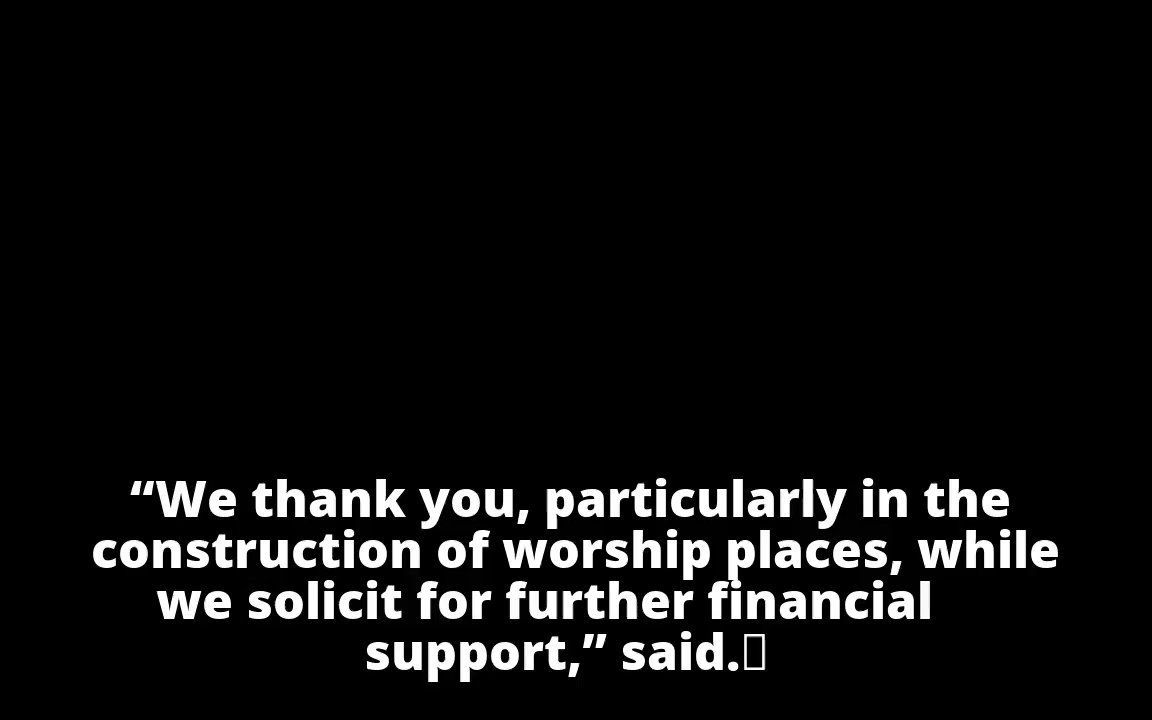 “We thank you, particularly in the
construction of worship places, while
we solicit for further financial
support,” said.